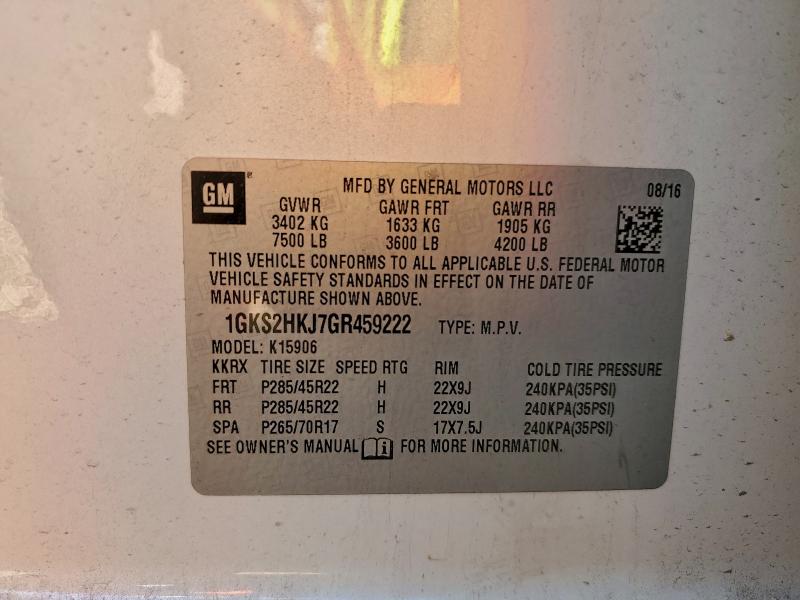 GM
MFD BY GENERAL MOTORS LLC 08/16
GVWR GAWR FRT GAWR RR
3402 KG 1633 KG 1905 KG
7500 LB 3600 LB 4200 LB
THIS VEHICLE CONFORMS TO ALL APPLICABLE U.S. FEDERAL MOTOR
VEHICLE SAFETY STANDARDS IN EFFECT ON THE DATE OF
MANUFACTURE SHOWN ABOVE.
1GKS2HKJ7GR459222 TYPE: M.P.V.
MODEL: K15906
KKRX TIRE SIZE SPEED RTG RIM COLD TIRE PRESSURE
FRT P285/45R22 H 22X9J 240KPA(35PSI)
RR P285/45R22 H 22X9J 240KPA(35PSI)
SPA P265/70R17 S 17X7.5J 240KPA(35PSI)
SEE OWNER'S MANUAL i FOR MORE INFORMATION.